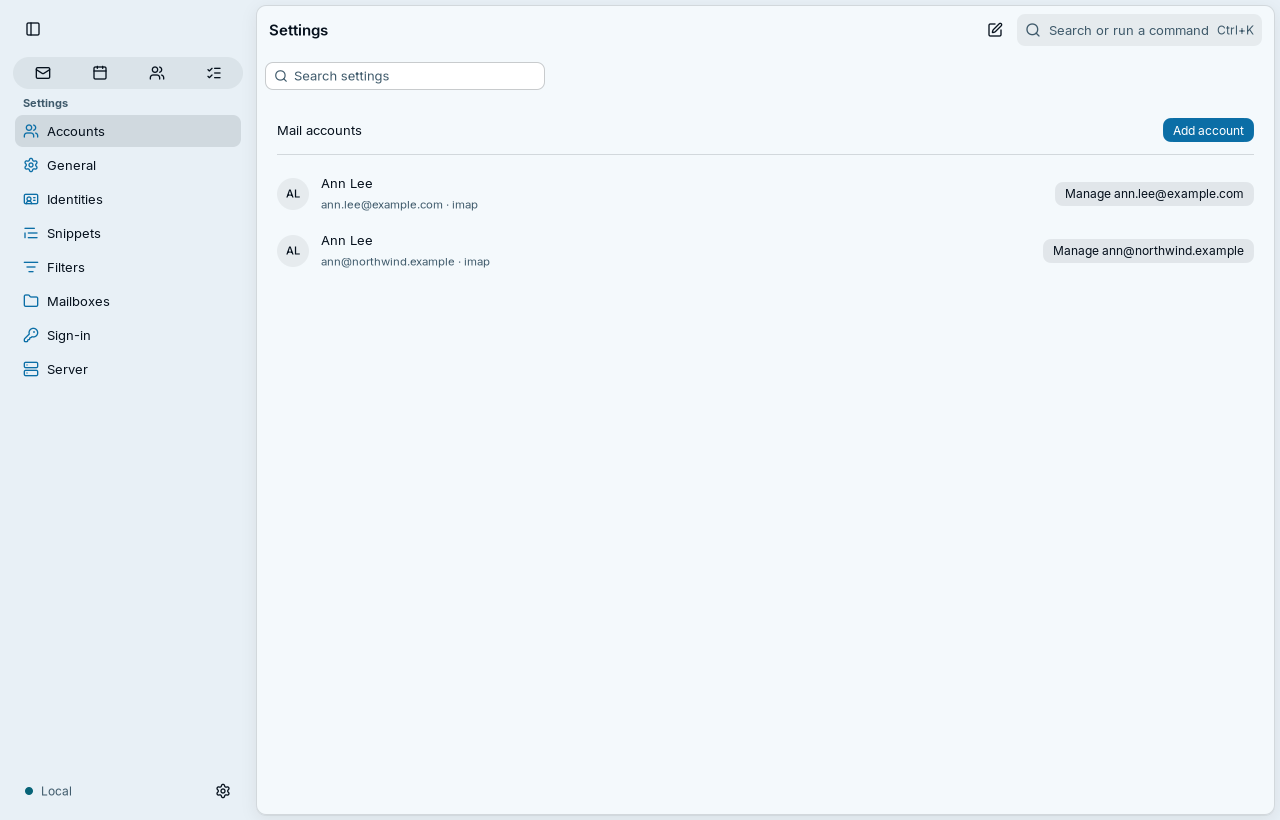 Settings
Search or run a command Ctrl+K
Settings
Accounts
General
Identities
Snippets
Filters
Mailboxes
Sign-in
Server
Local
Search settings
Mail accounts
Add account
AL
Ann Lee
ann.lee@example.com · imap
Manage ann.lee@example.com
AL
Ann Lee
ann@northwind.example · imap
Manage ann@northwind.example